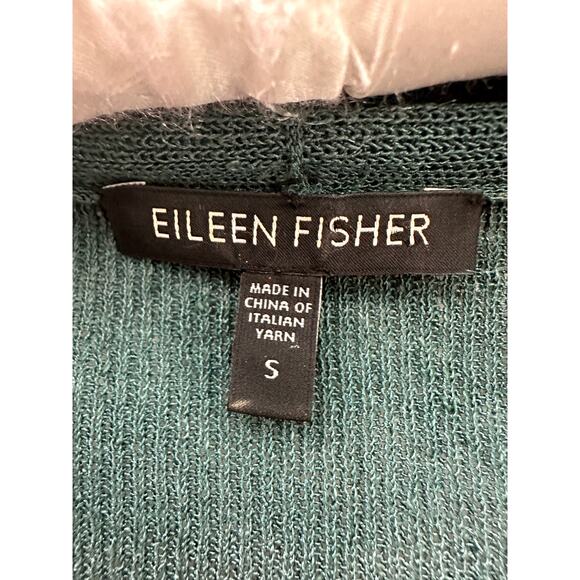 EILEEN FISHER
MADE IN
CHINA OF
ITALIAN
YARN
S